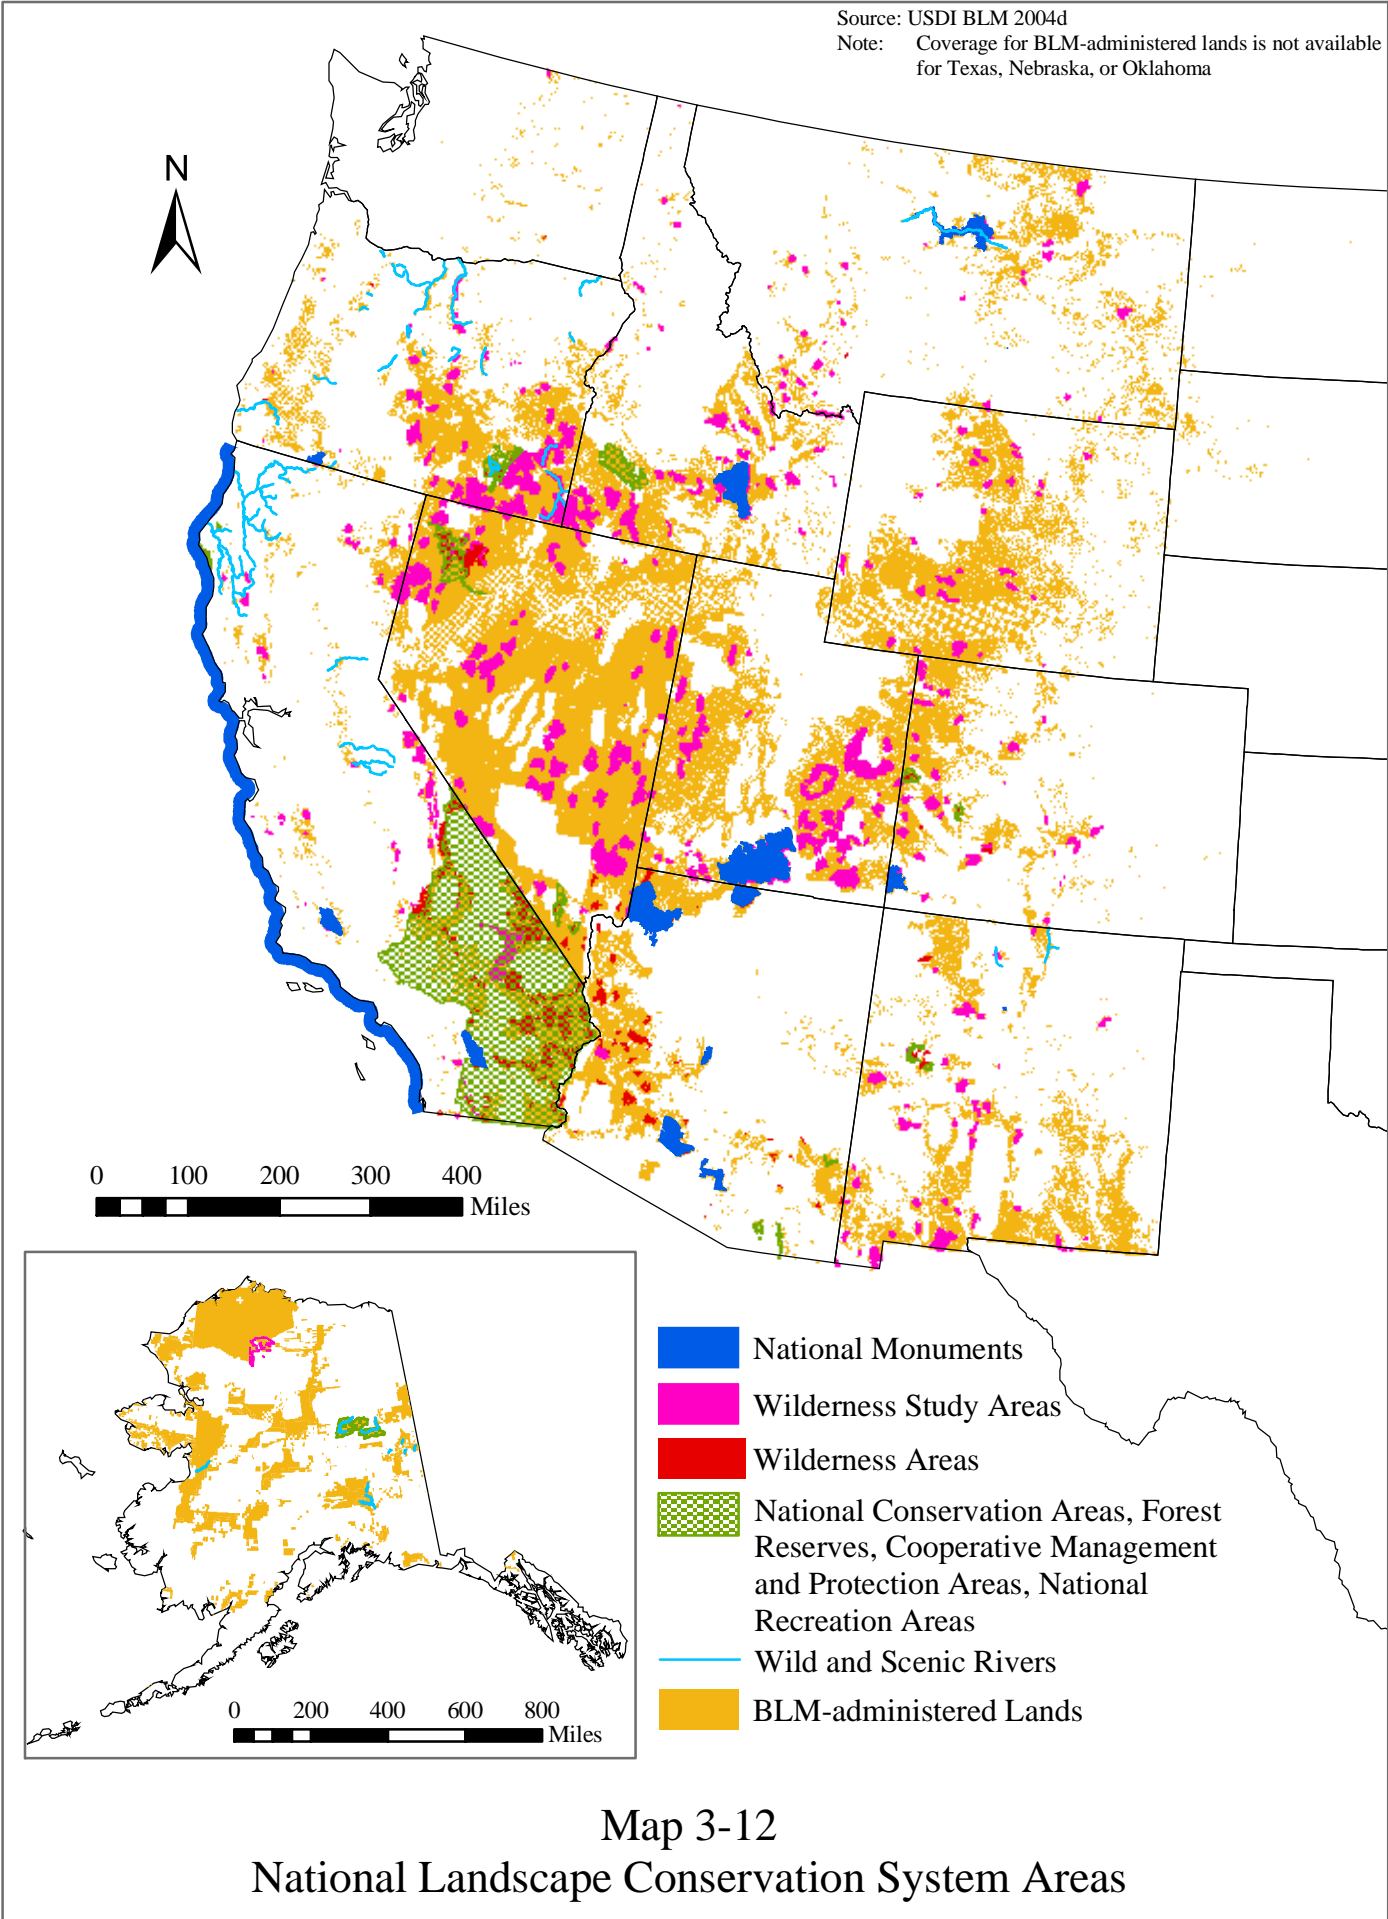 Source: USDI BLM 2004d
Note: Coverage for BLM-administered lands is not available
for Texas, Nebraska, or Oklahoma
N
0 100 200 300 400
Miles
National Monuments
Wilderness Study Areas
Wilderness Areas
National Conservation Areas, Forest
Reserves, Cooperative Management
and Protection Areas, National
Recreation Areas
Wild and Scenic Rivers
BLM-administered Lands
0 200 400 600 800
Miles
Map 3-12
National Landscape Conservation System Areas